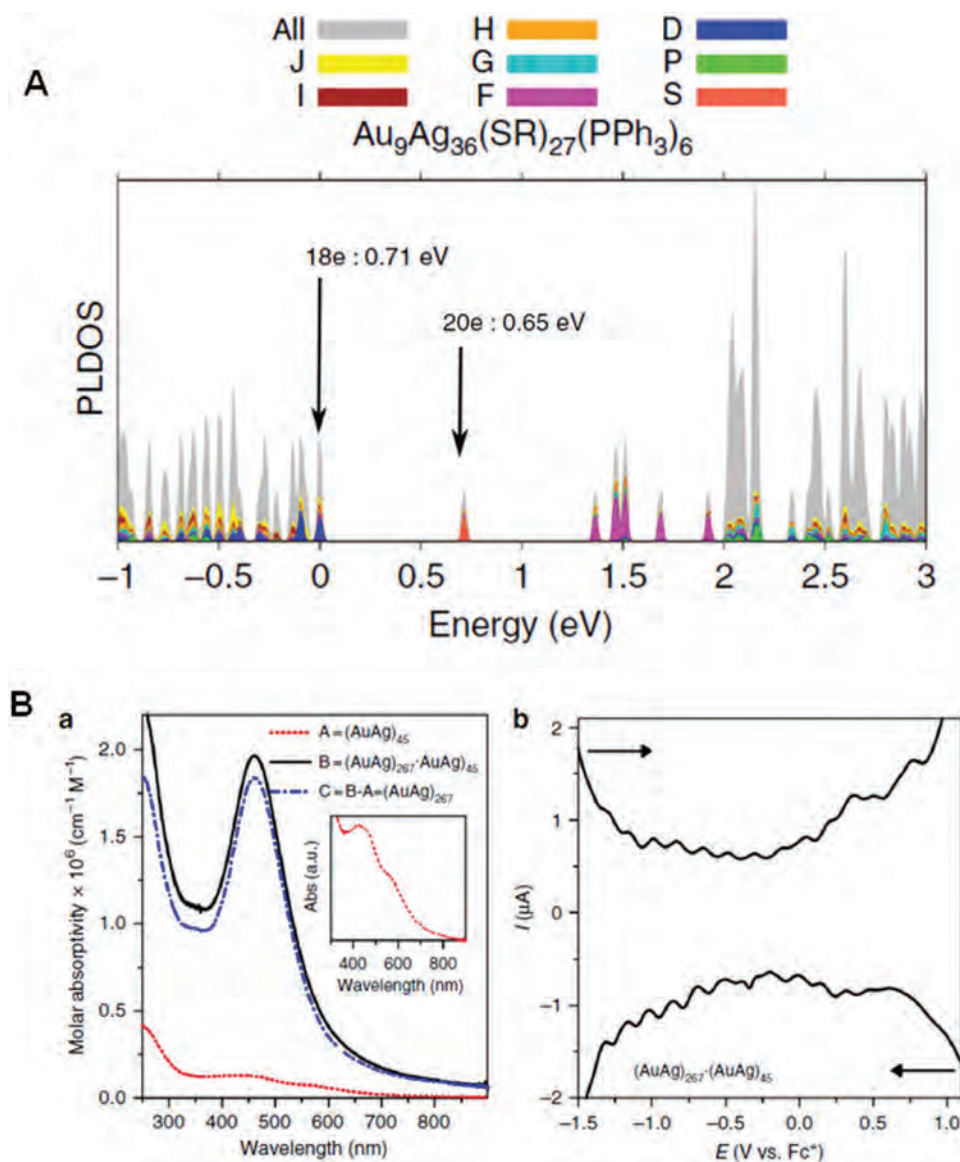 All H D
J G P
I F S
A
Au9Ag36(SR)27(PPh3)6
18e : 0.71 eV
20e : 0.65 eV
PLDOS
−1 −0.5 0 0.5 1 1.5 2 2.5 3
Energy (eV)
B
a
A=(AuAg)45
B=(AuAg)267·AuAg)45
C=B-A=(AuAg)267
Molar absorptivity × 10⁶ (cm⁻¹ M⁻¹)
2.0
1.5
1.0
0.5
0.0
300 400 500 600 700 800
Wavelength (nm)
Abs (a.u.)
400 600 800
Wavelength (nm)
b
I (μA)
2
1
0
−1
−2
(AuAg)267·(AuAg)45
−1.5 −1.0 −0.5 0.0 0.5 1.0
E (V vs. Fc⁺)